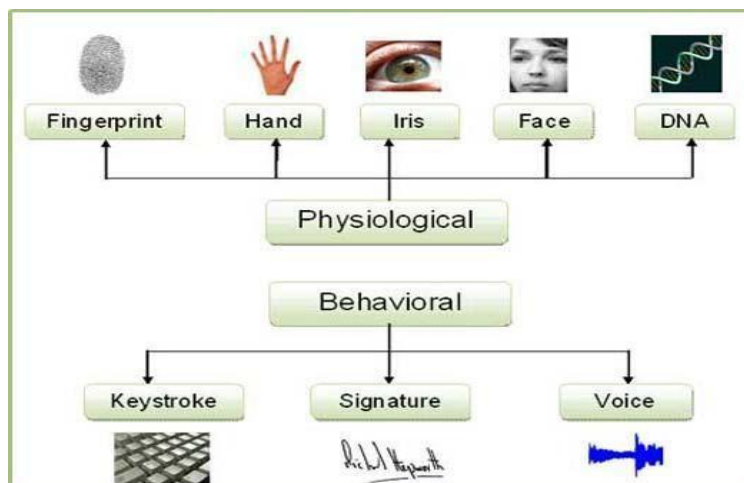 Fingerprint
Hand
Iris
Face
DNA
Physiological
Behavioral
Keystroke
Signature
Voice